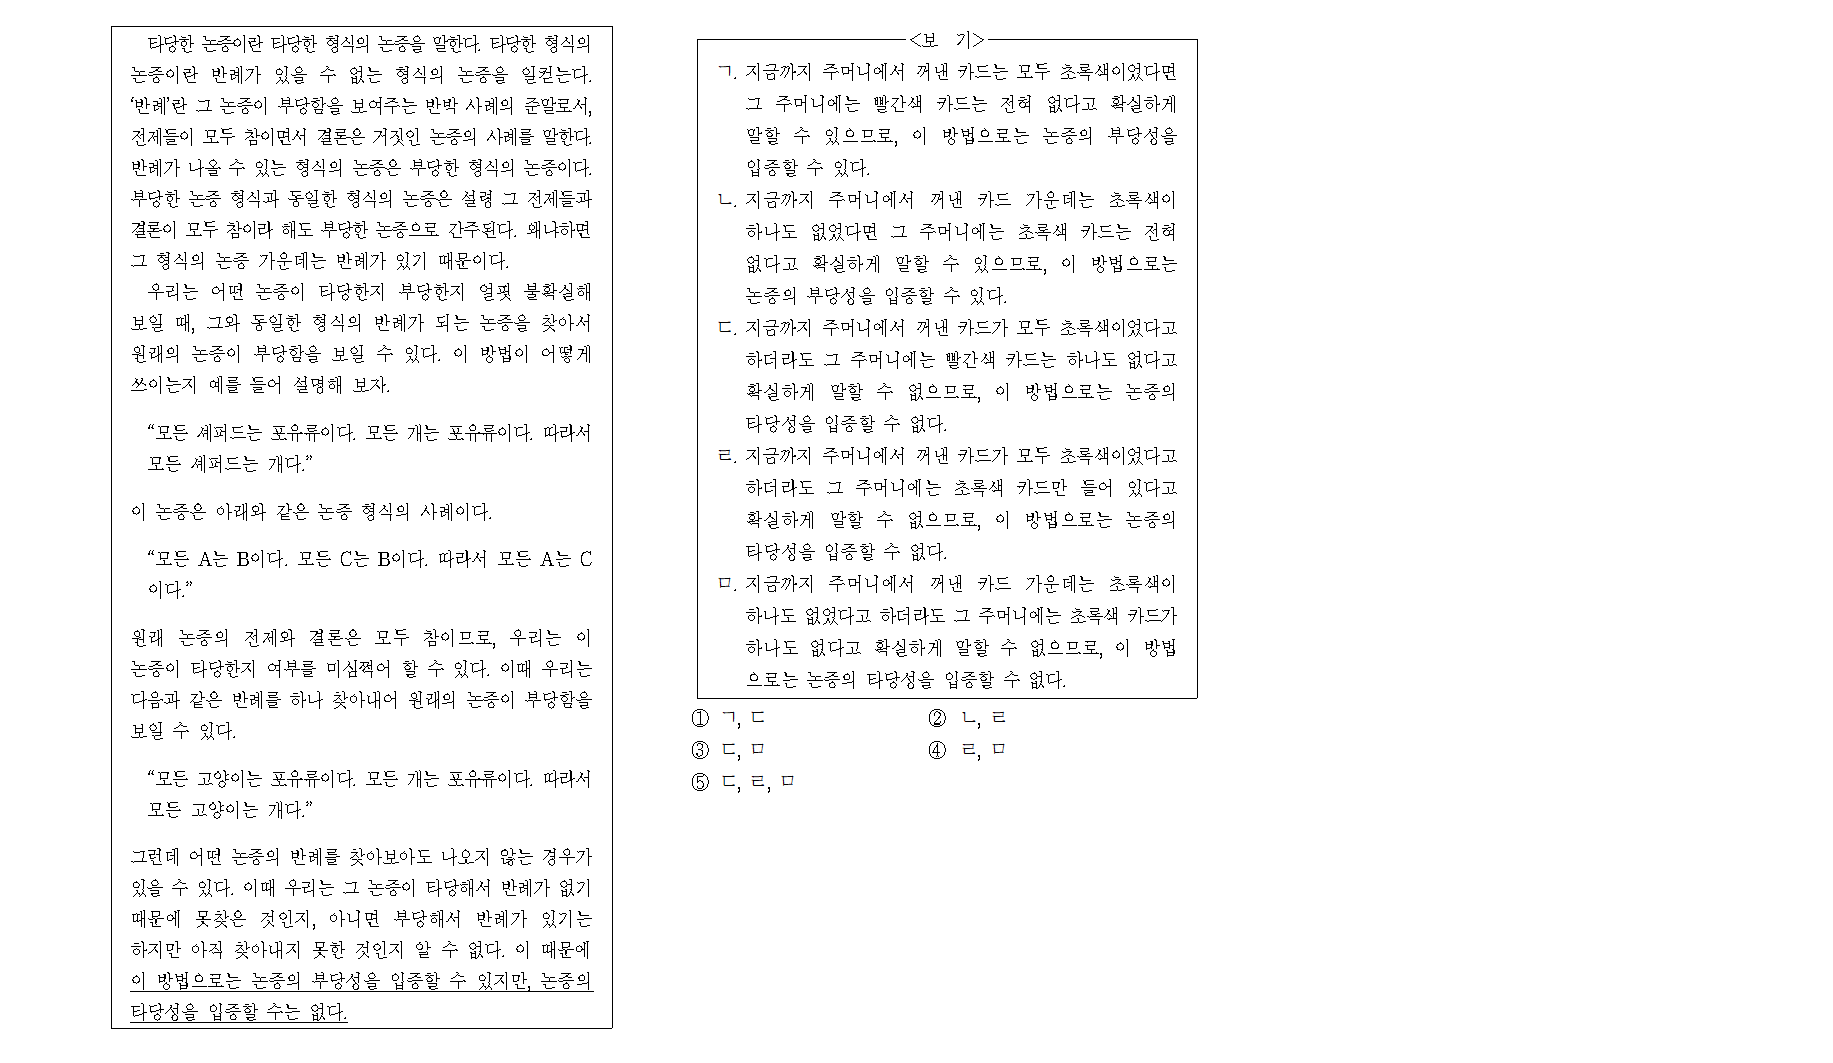 타당한 논증이란 타당한 형식의 논증을 말한다. 타당한 형식의
논증이란 반례가 있을 수 없는 형식의 논증을 일컫는다.
‘반례’란 그 논증이 부당함을 보여주는 반박 사례의 준말로서,
전제들이 모두 참이면서 결론은 거짓인 논증의 사례를 말한다.
반례가 나올 수 있는 형식의 논증은 부당한 형식의 논증이다.
부당한 논증 형식과 동일한 형식의 논증은 설령 그 전제들과
결론이 모두 참이라 해도 부당한 논증으로 간주된다. 왜냐하면
그 형식의 논증 가운데는 반례가 있기 때문이다.
우리는 어떤 논증이 타당한지 부당한지 얼핏 불확실해
보일 때, 그와 동일한 형식의 반례가 되는 논증을 찾아서
원래의 논증이 부당함을 보일 수 있다. 이 방법이 어떻게
쓰이는지 예를 들어 설명해 보자.
“모든 셰퍼드는 포유류이다. 모든 개는 포유류이다. 따라서
모든 셰퍼드는 개다.”
이 논증은 아래와 같은 논증 형식의 사례이다.
“모든 A는 B이다. 모든 C는 B이다. 따라서 모든 A는 C
이다.”
원래 논증의 전제와 결론은 모두 참이므로, 우리는 이
논증이 타당한지 여부를 미심쩍어 할 수 있다. 이때 우리는
다음과 같은 반례를 하나 찾아내어 원래의 논증이 부당함을
보일 수 있다.
“모든 고양이는 포유류이다. 모든 개는 포유류이다. 따라서
모든 고양이는 개다.”
그런데 어떤 논증의 반례를 찾아보아도 나오지 않는 경우가
있을 수 있다. 이때 우리는 그 논증이 타당해서 반례가 없기
때문에 못찾은 것인지, 아니면 부당해서 반례가 있기는
하지만 아직 찾아내지 못한 것인지 알 수 없다. 이 때문에
이 방법으로는 논증의 부당성을 입증할 수 있지만, 논증의
타당성을 입증할 수는 없다.
<보 기>
ㄱ. 지금까지 주머니에서 꺼낸 카드는 모두 초록색이었다면
그 주머니에는 빨간색 카드는 전혀 없다고 확실하게
말할 수 있으므로, 이 방법으로는 논증의 부당성을
입증할 수 있다.
ㄴ. 지금까지 주머니에서 꺼낸 카드 가운데는 초록색이
하나도 없었다면 그 주머니에는 초록색 카드는 전혀
없다고 확실하게 말할 수 있으므로, 이 방법으로는
논증의 부당성을 입증할 수 있다.
ㄷ. 지금까지 주머니에서 꺼낸 카드가 모두 초록색이었다고
하더라도 그 주머니에는 빨간색 카드는 하나도 없다고
확실하게 말할 수 없으므로, 이 방법으로는 논증의
타당성을 입증할 수 없다.
ㄹ. 지금까지 주머니에서 꺼낸 카드가 모두 초록색이었다고
하더라도 그 주머니에는 초록색 카드만 들어 있다고
확실하게 말할 수 없으므로, 이 방법으로는 논증의
타당성을 입증할 수 없다.
ㅁ. 지금까지 주머니에서 꺼낸 카드 가운데는 초록색이
하나도 없었다고 하더라도 그 주머니에는 초록색 카드가
하나도 없다고 확실하게 말할 수 없으므로, 이 방법
으로는 논증의 타당성을 입증할 수 없다.
① ㄱ, ㄷ ② ㄴ, ㄹ
③ ㄷ, ㅁ ④ ㄹ, ㅁ
⑤ ㄷ, ㄹ, ㅁ